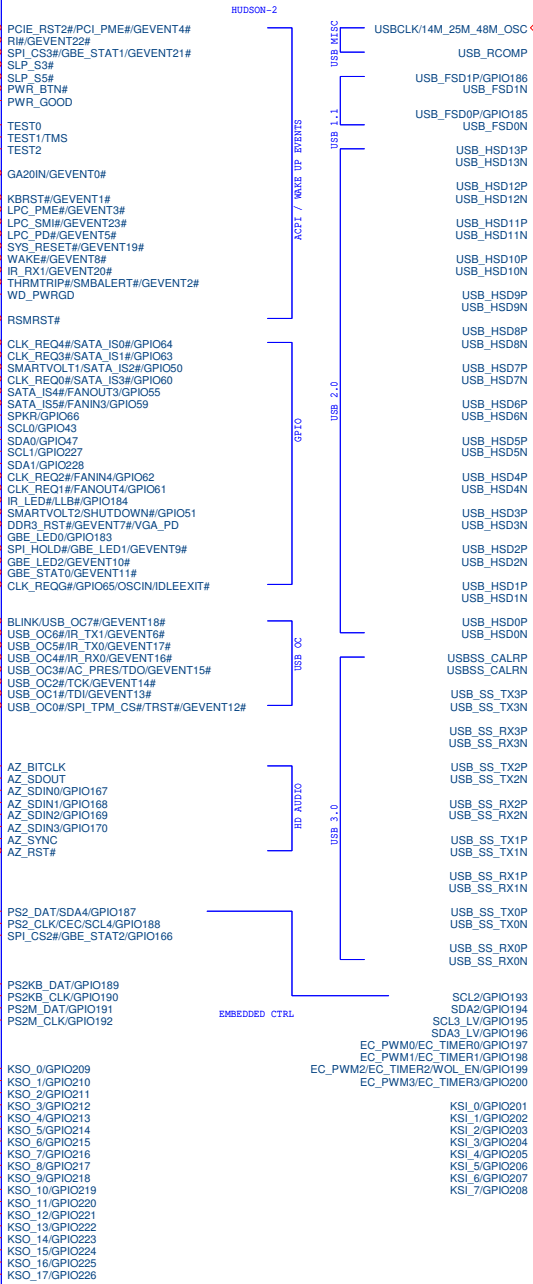 HUDSON-2
PCIE_RST2#/PCI_PME#/GEVENT4#
RI#/GEVENT22#
SPI_CS3#/GBE_STAT1/GEVENT21#
SLP_S3#
SLP_S5#
PWR_BTN#
PWR_GOOD
TEST0
TEST1/TMS
TEST2
GA20IN/GEVENT0#
KBRST#/GEVENT1#
LPC_PME#/GEVENT3#
LPC_SMI#/GEVENT23#
LPC_PD#/GEVENT5#
SYS_RESET#/GEVENT19#
WAKE#/GEVENT8#
IR_RX1/GEVENT20#
THRMTRIP#/SMBALERT#/GEVENT2#
WD_PWRGD
RSMRST#
ACPI / WAKE UP EVENTS
CLK_REQ4#/SATA_IS0#/GPIO64
CLK_REQ3#/SATA_IS1#/GPIO63
SMARTVOLT1/SATA_IS2#/GPIO50
CLK_REQ0#/SATA_IS3#/GPIO60
SATA_IS4#/FANOUT3/GPIO55
SATA_IS5#/FANIN3/GPIO59
SPKR/GPIO66
SCL0/GPIO43
SDA0/GPIO47
SCL1/GPIO227
SDA1/GPIO228
CLK_REQ2#/FANIN4/GPIO62
CLK_REQ1#/FANOUT4/GPIO61
IR_LED#/LLB#/GPIO184
SMARTVOLT2/SHUTDOWN#/GPIO51
DDR3_RST#/GEVENT7#/VGA_PD
GBE_LED0/GPIO183
SPI_HOLD#/GBE_LED1/GEVENT9#
GBE_LED2/GEVENT10#
GBE_STAT0/GEVENT11#
CLK_REQG#/GPIO65/OSCIN/IDLEEXIT#
GPIO
BLINK/USB_OC7#/GEVENT18#
USB_OC6#/IR_TX1/GEVENT6#
USB_OC5#/IR_TX0/GEVENT17#
USB_OC4#/IR_RX0/GEVENT16#
USB_OC3#/AC_PRES/TDO/GEVENT15#
USB_OC2#/TCK/GEVENT14#
USB_OC1#/TDI/GEVENT13#
USB_OC0#/SPI_TPM_CS#/TRST#/GEVENT12#
USB OC
AZ_BITCLK
AZ_SDOUT
AZ_SDIN0/GPIO167
AZ_SDIN1/GPIO168
AZ_SDIN2/GPIO169
AZ_SDIN3/GPIO170
AZ_SYNC
AZ_RST#
HD AUDIO
PS2_DAT/SDA4/GPIO187
PS2_CLK/CEC/SCL4/GPIO188
SPI_CS2#/GBE_STAT2/GPIO166
PS2KB_DAT/GPIO189
PS2KB_CLK/GPIO190
PS2M_DAT/GPIO191
PS2M_CLK/GPIO192
EMBEDDED CTRL
KSO_0/GPIO209
KSO_1/GPIO210
KSO_2/GPIO211
KSO_3/GPIO212
KSO_4/GPIO213
KSO_5/GPIO214
KSO_6/GPIO215
KSO_7/GPIO216
KSO_8/GPIO217
KSO_9/GPIO218
KSO_10/GPIO219
KSO_11/GPIO220
KSO_12/GPIO221
KSO_13/GPIO222
KSO_14/GPIO223
KSO_15/GPIO224
KSO_16/GPIO225
KSO_17/GPIO226
USB MISC
USBCLK/14M_25M_48M_OSC
USB_RCOMP
USB 1.1
USB_FSD1P/GPIO186
USB_FSD1N
USB_FSD0P/GPIO185
USB_FSD0N
USB 2.0
USB_HSD13P
USB_HSD13N
USB_HSD12P
USB_HSD12N
USB_HSD11P
USB_HSD11N
USB_HSD10P
USB_HSD10N
USB_HSD9P
USB_HSD9N
USB_HSD8P
USB_HSD8N
USB_HSD7P
USB_HSD7N
USB_HSD6P
USB_HSD6N
USB_HSD5P
USB_HSD5N
USB_HSD4P
USB_HSD4N
USB_HSD3P
USB_HSD3N
USB_HSD2P
USB_HSD2N
USB_HSD1P
USB_HSD1N
USB_HSD0P
USB_HSD0N
USB 3.0
USBSS_CALRP
USBSS_CALRN
USB_SS_TX3P
USB_SS_TX3N
USB_SS_RX3P
USB_SS_RX3N
USB_SS_TX2P
USB_SS_TX2N
USB_SS_RX2P
USB_SS_RX2N
USB_SS_TX1P
USB_SS_TX1N
USB_SS_RX1P
USB_SS_RX1N
USB_SS_TX0P
USB_SS_TX0N
USB_SS_RX0P
USB_SS_RX0N
SCL2/GPIO193
SDA2/GPIO194
SCL3_LV/GPIO195
SDA3_LV/GPIO196
EC_PWM0/EC_TIMER0/GPIO197
EC_PWM1/EC_TIMER1/GPIO198
EC_PWM2/EC_TIMER2/WOL_EN/GPIO199
EC_PWM3/EC_TIMER3/GPIO200
KSI_0/GPIO201
KSI_1/GPIO202
KSI_2/GPIO203
KSI_3/GPIO204
KSI_4/GPIO205
KSI_5/GPIO206
KSI_6/GPIO207
KSI_7/GPIO208